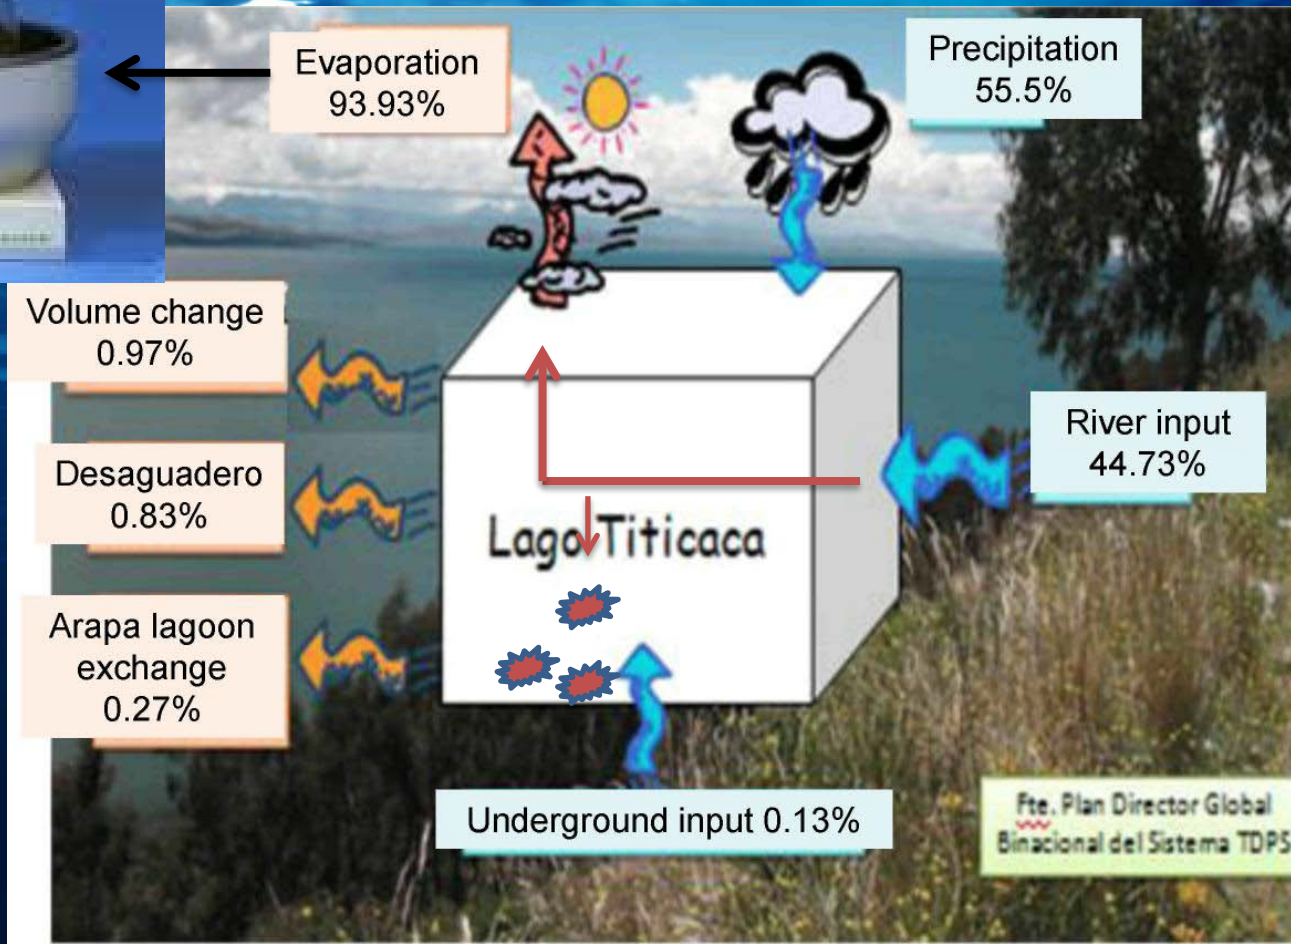 Evaporation
93.93%
Precipitation
55.5%
Volume change
0.97%
River input
44.73%
Desaguadero
0.83%
Lago Titicaca
Arapa lagoon
exchange
0.27%
Underground input 0.13%
Fte. Plan Director Global
Binacional del Sistema TDPS